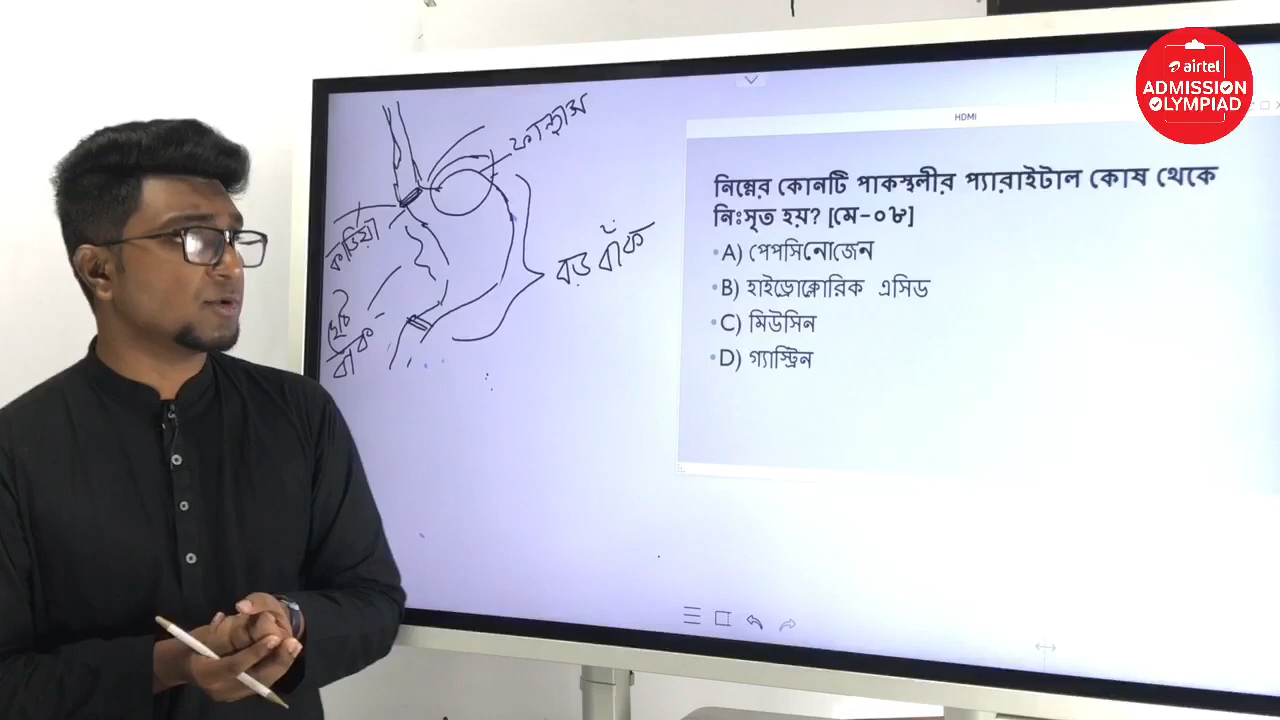 airtel
ADMISSION
OLYMPIAD
HDMI
নিম্নের কোনটি পাকস্থলীর প্যারাইটাল কোষ থেকে
নিঃসৃত হয়? [মে-০৮]
A) পেপসিনোজেন
B) হাইড্রোক্লোরিক এসিড
C) মিউসিন
D) গ্যাস্ট্রিন
ফান্ডাস
কার্ডিয়া
বড় বাঁক
ছোট
বাঁক